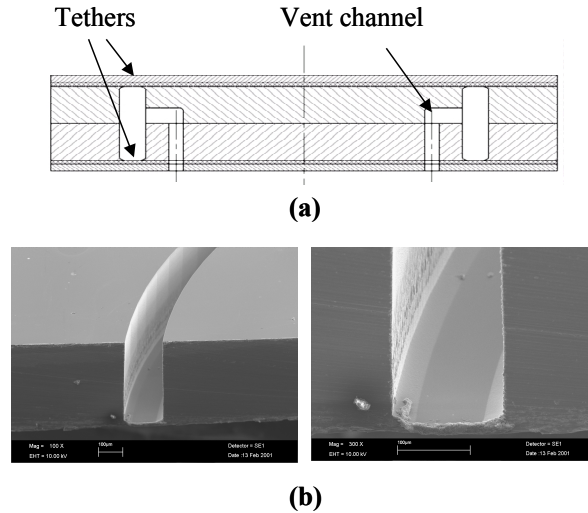 Tethers
Vent channel
(a)
Mag = 100 X
100µm
Detector = SE1
EHT = 10.00 kV
Date :13 Feb 2001
Mag = 300 X
100µm
Detector = SE1
EHT = 10.00 kV
Date :13 Feb 2001
(b)